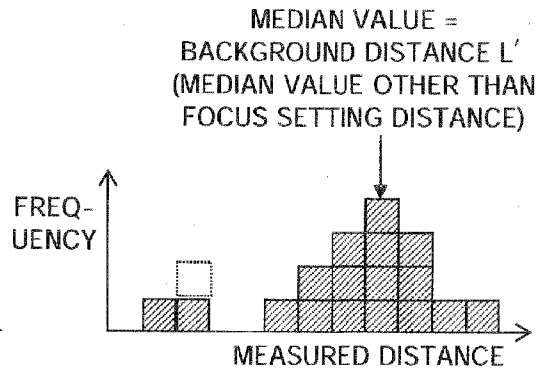 MEDIAN VALUE =
BACKGROUND DISTANCE L'
(MEDIAN VALUE OTHER THAN
FOCUS SETTING DISTANCE)
FREQ-
UENCY
MEASURED DISTANCE